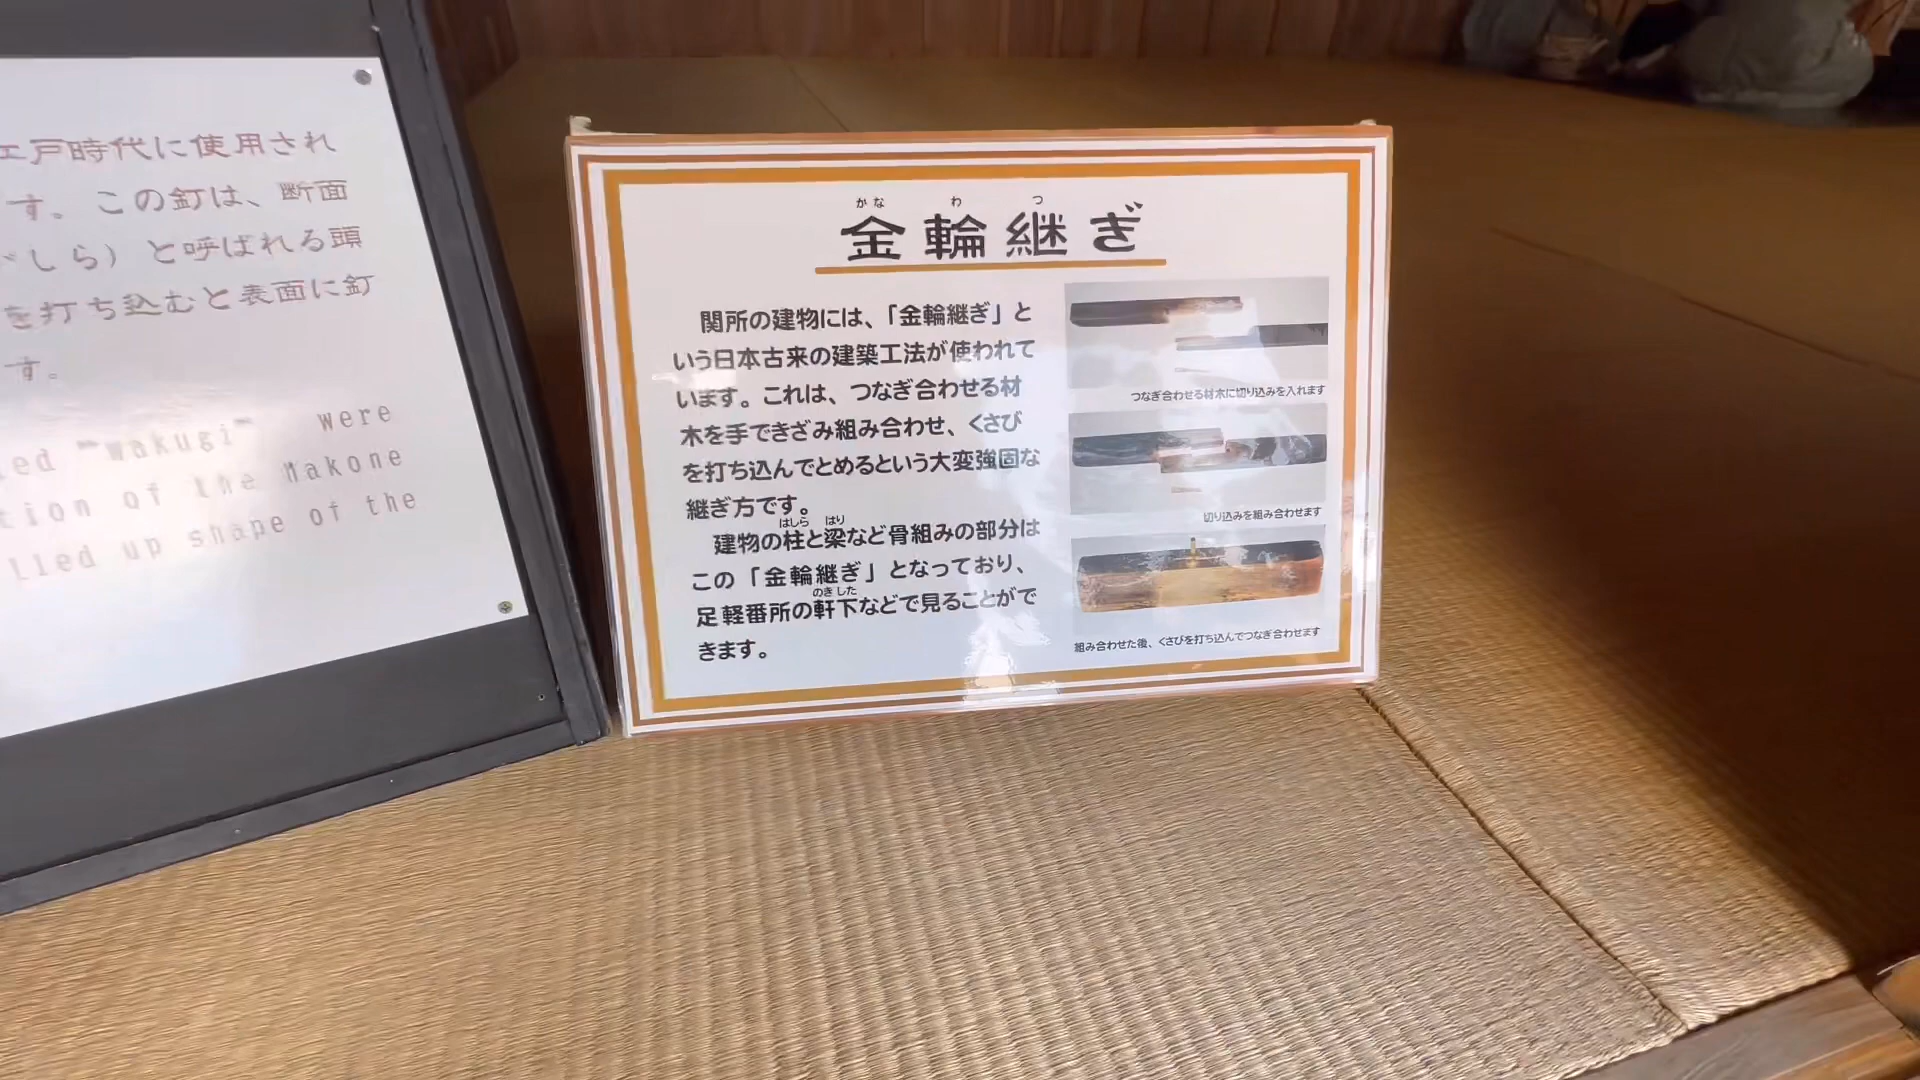 江戸時代に使用され
す。この釘は、断面
がしら）と呼ばれる頭
を打ち込むと表面に釘
す。
led "wakugi" were
tion of the Hakone
lled up shape of the
かな わ つ
金輪継ぎ
関所の建物には、「金輪継ぎ」と
いう日本古来の建築工法が使われて
います。これは、つなぎ合わせる材
木を手できざみ組み合わせ、くさび
を打ち込んでとめるという大変強固な
継ぎ方です。
はしら はり
建物の柱と梁など骨組みの部分は
この「金輪継ぎ」となっており、
のき した
足軽番所の軒下などで見ることがで
きます。
つなぎ合わせる材木に切り込みを入れます
切り込みを組み合わせます
組み合わせた後、くさびを打ち込んでつなぎ合わせます